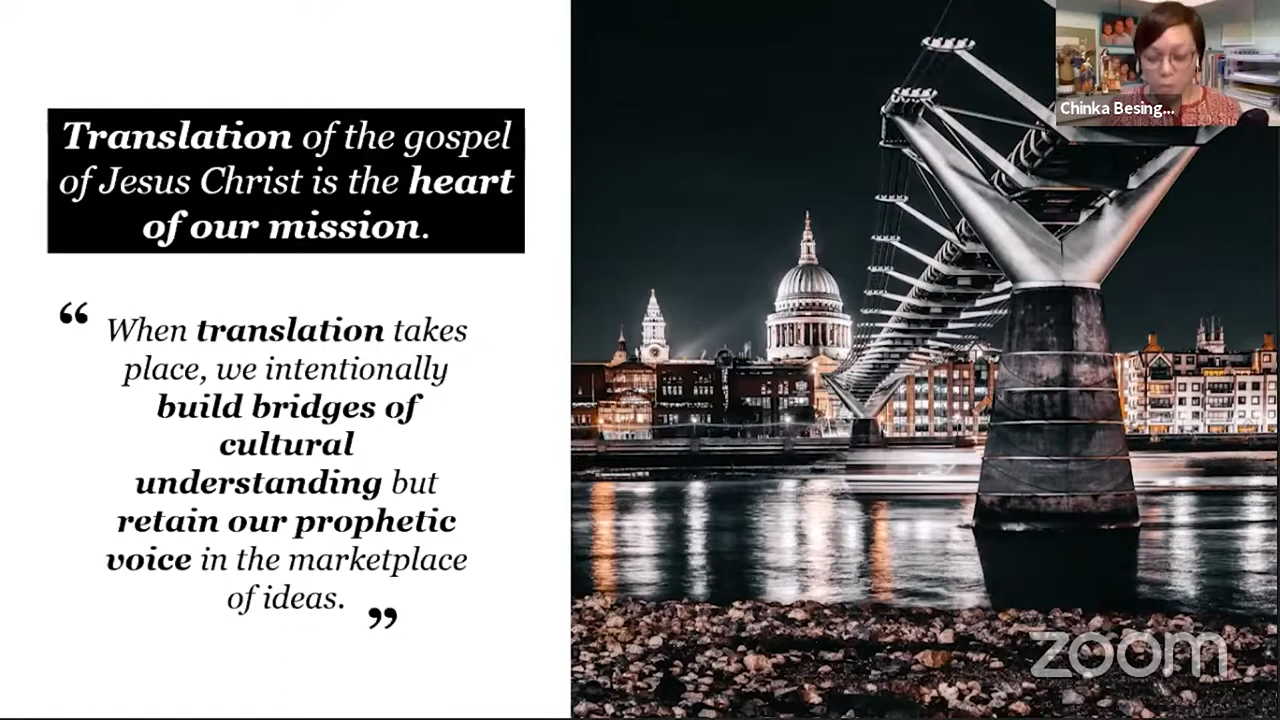 Translation of the gospel
of Jesus Christ is the heart
of our mission.
“ When translation takes
place, we intentionally
build bridges of
cultural
understanding but
retain our prophetic
voice in the marketplace
of ideas. ”
Chinka Besing...
zoom